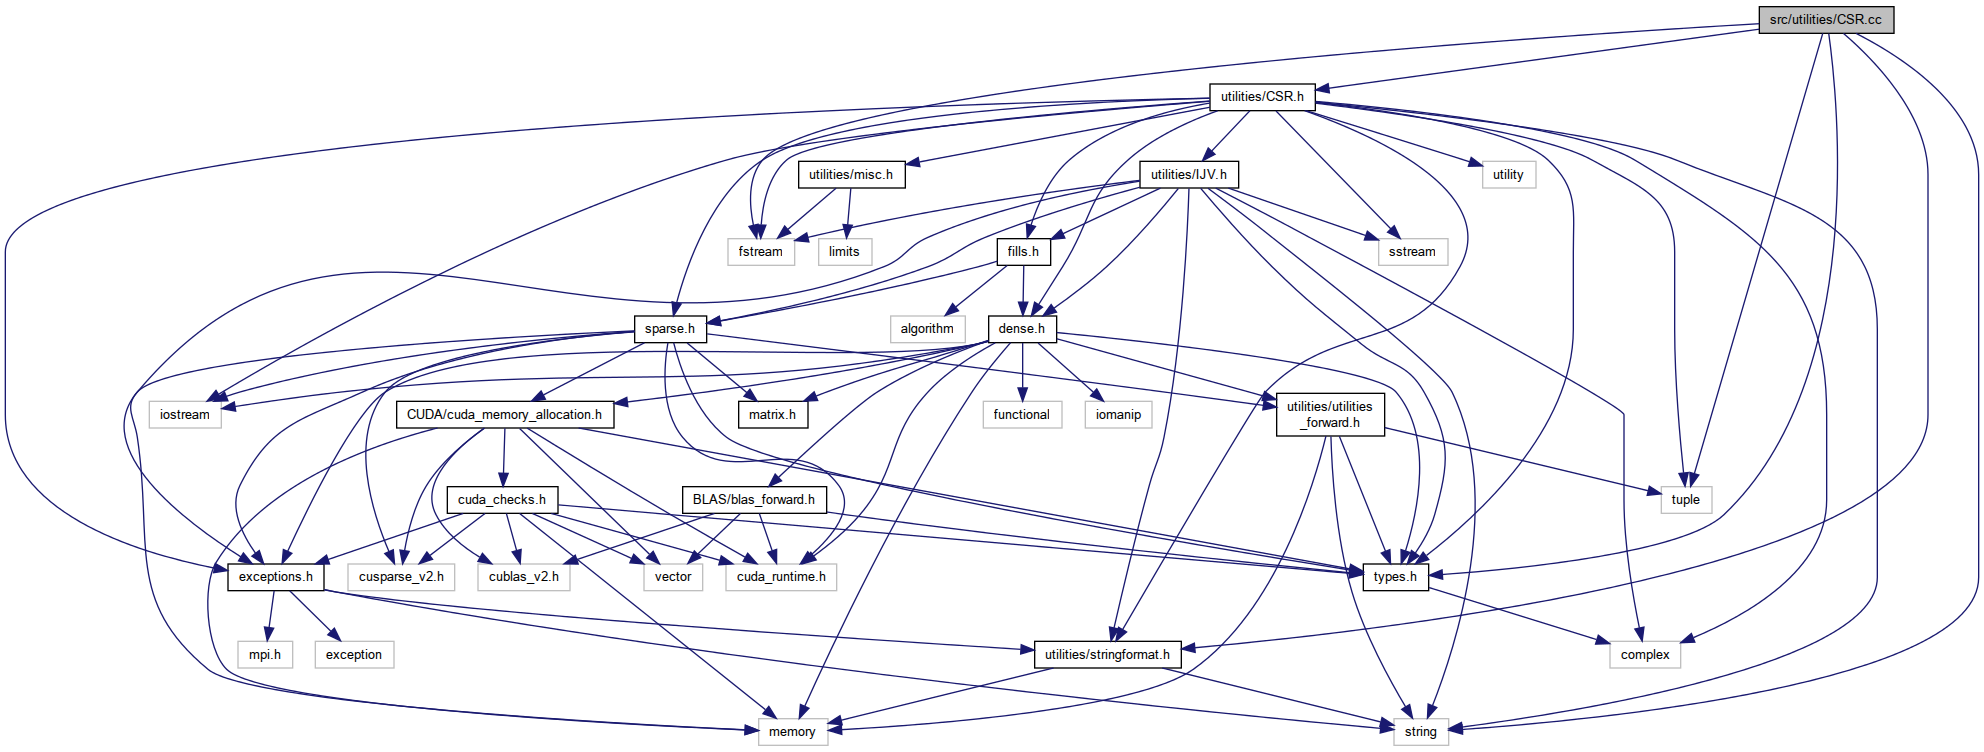 src/utilities/CSR.cc
utilities/CSR.h
utilities/misc.h
utilities/IJV.h
utility
fstream
limits
fills.h
sstream
sparse.h
algorithm
dense.h
iostream
CUDA/cuda_memory_allocation.h
matrix.h
functional
iomanip
utilities/utilities
_forward.h
cuda_checks.h
BLAS/blas_forward.h
tuple
exceptions.h
cusparse_v2.h
cublas_v2.h
vector
cuda_runtime.h
types.h
mpi.h
exception
utilities/stringformat.h
complex
memory
string